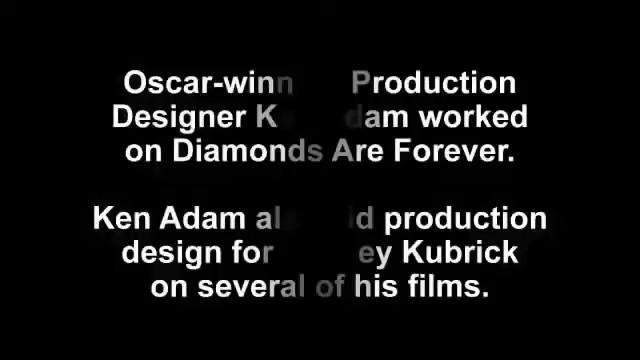 Production
Designer worked
on Diamonds Are Forever.
Ken Adam production
design for Kubrick
on several of his films.